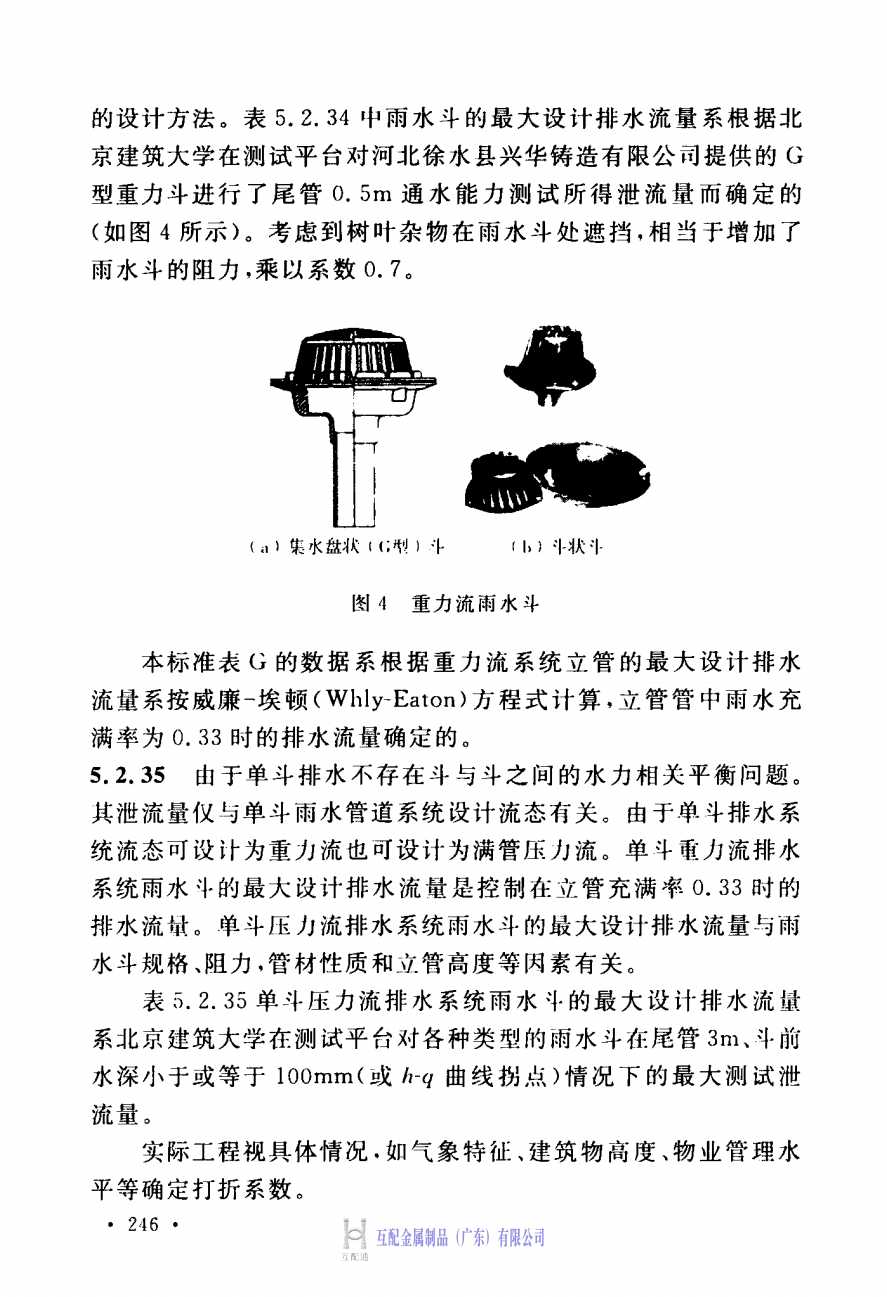 的设计方法。表 5.2.34 中雨水斗的最大设计排水流量系根据北
京建筑大学在测试平台对河北徐水县兴华铸造有限公司提供的 G
型重力斗进行了尾管 0.5m 通水能力测试所得泄流量而确定的
(如图 4 所示)。考虑到树叶杂物在雨水斗处遮挡,相当于增加了
雨水斗的阻力,乘以系数 0.7。
(a) 集水盘状 (G型) 斗 (b) 斗状斗
图 4 重力流雨水斗
本标准表 G 的数据系根据重力流系统立管的最大设计排水
流量系按威廉-埃顿(Whly-Eaton)方程式计算,立管管中雨水充
满率为 0.33 时的排水流量确定的。
5.2.35 由于单斗排水不存在斗与斗之间的水力相关平衡问题。
其泄流量仅与单斗雨水管道系统设计流态有关。由于单斗排水系
统流态可设计为重力流也可设计为满管压力流。单斗重力流排水
系统雨水斗的最大设计排水流量是控制在立管充满率 0.33 时的
排水流量。单斗压力流排水系统雨水斗的最大设计排水流量与雨
水斗规格、阻力,管材性质和立管高度等因素有关。
表 5.2.35 单斗压力流排水系统雨水斗的最大设计排水流量
系北京建筑大学在测试平台对各种类型的雨水斗在尾管 3m、斗前
水深小于或等于 100mm(或 h-q 曲线拐点)情况下的最大测试泄
流量。
实际工程视具体情况,如气象特征、建筑物高度、物业管理水
平等确定打折系数。
· 246 ·
互配金属制品(广东)有限公司
互配通